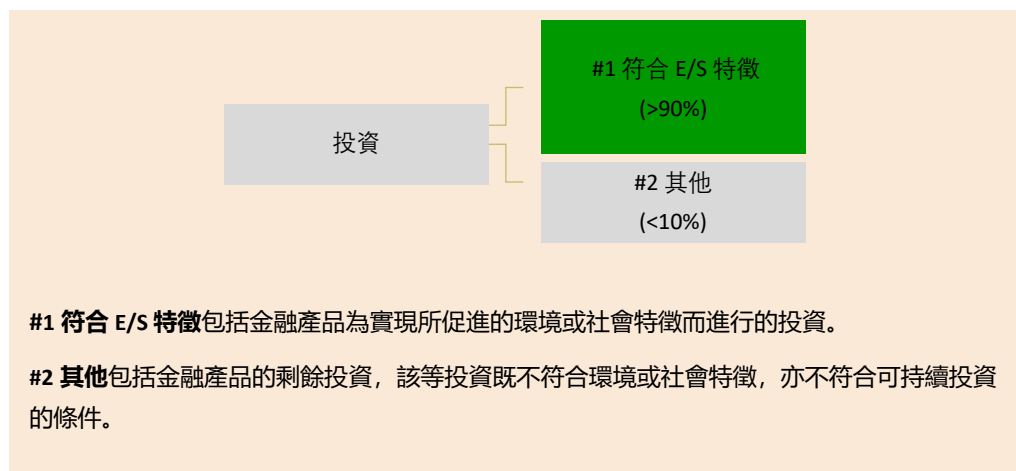 #1 符合 E/S 特徵
(>90%)
投資
#2 其他
(<10%)
#1 符合 E/S 特徵包括金融產品為實現所促進的環境或社會特徵而進行的投資。
#2 其他包括金融產品的剩餘投資，該等投資既不符合環境或社會特徵，亦不符合可持續投資
的條件。